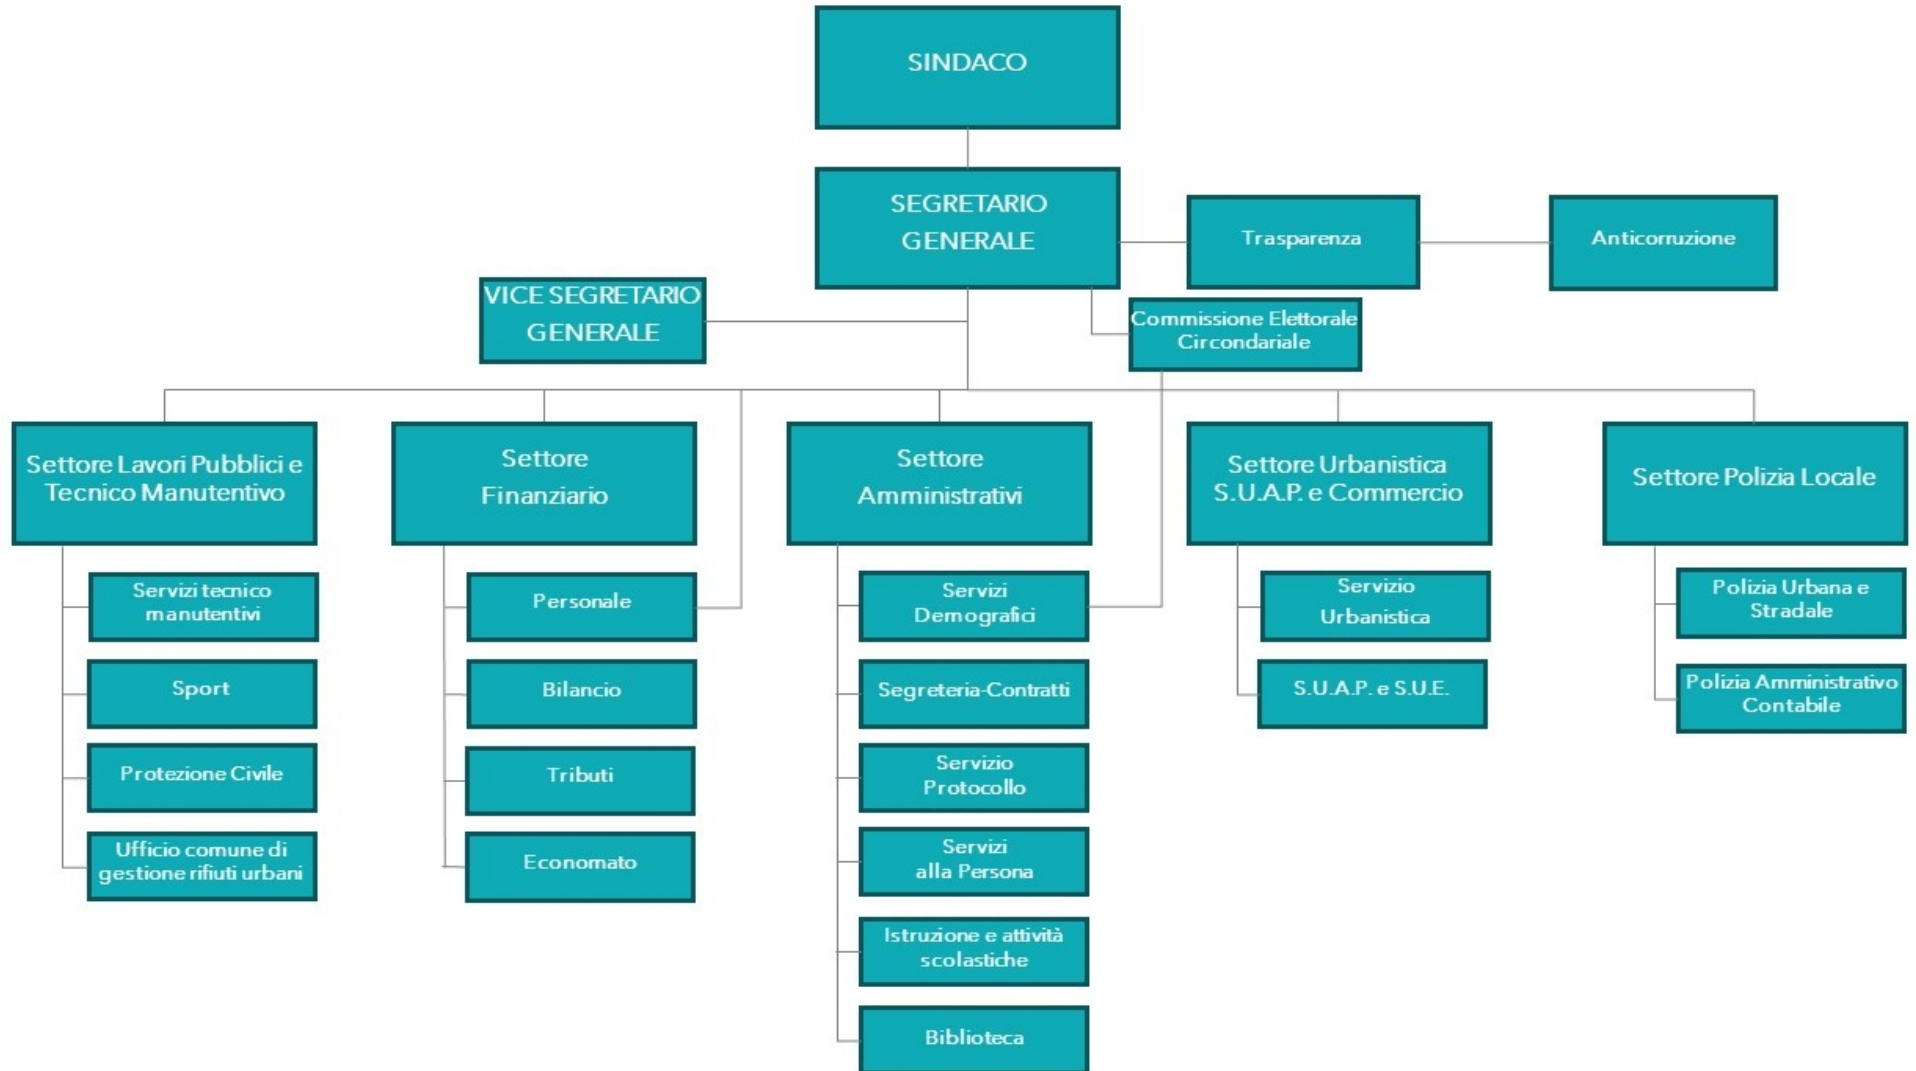 SINDACO
SEGRETARIO
GENERALE
Trasparenza
Anticorruzione
VICE SEGRETARIO
GENERALE
Commissione Elettorale
Circondariale
Settore Lavori Pubblici e
Tecnico Manutentivo
Servizi tecnico
manutentivi
Sport
Protezione Civile
Ufficio comune di
gestione rifiuti urbani
Settore
Finanziario
Personale
Bilancio
Tributi
Economato
Settore
Amministrativi
Servizi
Demografici
Segreteria-Contratti
Servizio
Protocollo
Servizi
alla Persona
Istruzione e attività
scolastiche
Biblioteca
Settore Urbanistica
S.U.A.P. e Commercio
Servizio
Urbanistica
S.U.A.P. e S.U.E.
Settore Polizia Locale
Polizia Urbana e
Stradale
Polizia Amministrativo
Contabile